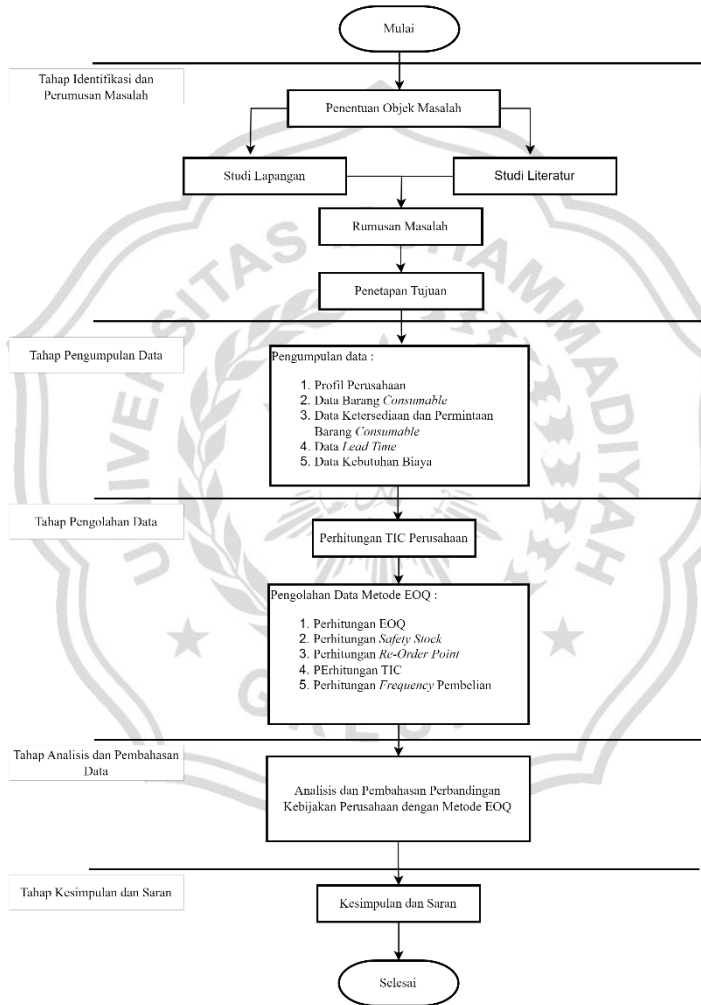 Mulai
Tahap Identifikasi dan
Perumusan Masalah
Penentuan Objek Masalah
Studi Lapangan
Studi Literatur
Rumusan Masalah
Penetapan Tujuan
Tahap Pengumpulan Data
Pengumpulan data :
1. Profil Perusahaan
2. Data Barang Consumable
3. Data Ketersediaan dan Permintaan
Barang Consumable
4. Data Lead Time
5. Data Kebutuhan Biaya
Tahap Pengolahan Data
Perhitungan TIC Perusahaan
Pengolahan Data Metode EOQ :
1. Perhitungan EOQ
2. Perhitungan Safety Stock
3. Perhitungan Re-Order Point
4. PErhitungan TIC
5. Perhitungan Frequency Pembelian
Tahap Analisis dan Pembahasan
Data
Analisis dan Pembahasan Perbandingan
Kebijakan Perusahaan dengan Metode EOQ
Tahap Kesimpulan dan Saran
Kesimpulan dan Saran
Selesai
UNIVERSITAS MUHAMMADIYAH